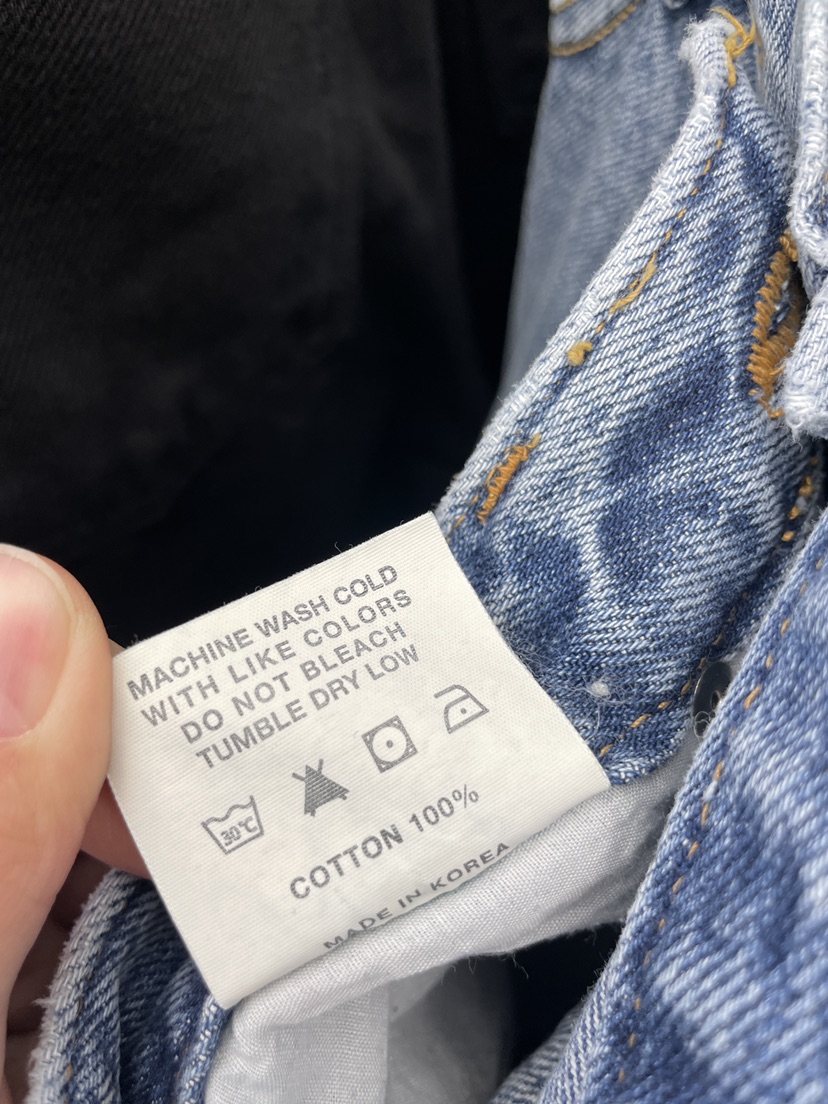 MACHINE WASH COLD
WITH LIKE COLORS
DO NOT BLEACH
TUMBLE DRY LOW
30℃
COTTON 100%
MADE IN KOREA